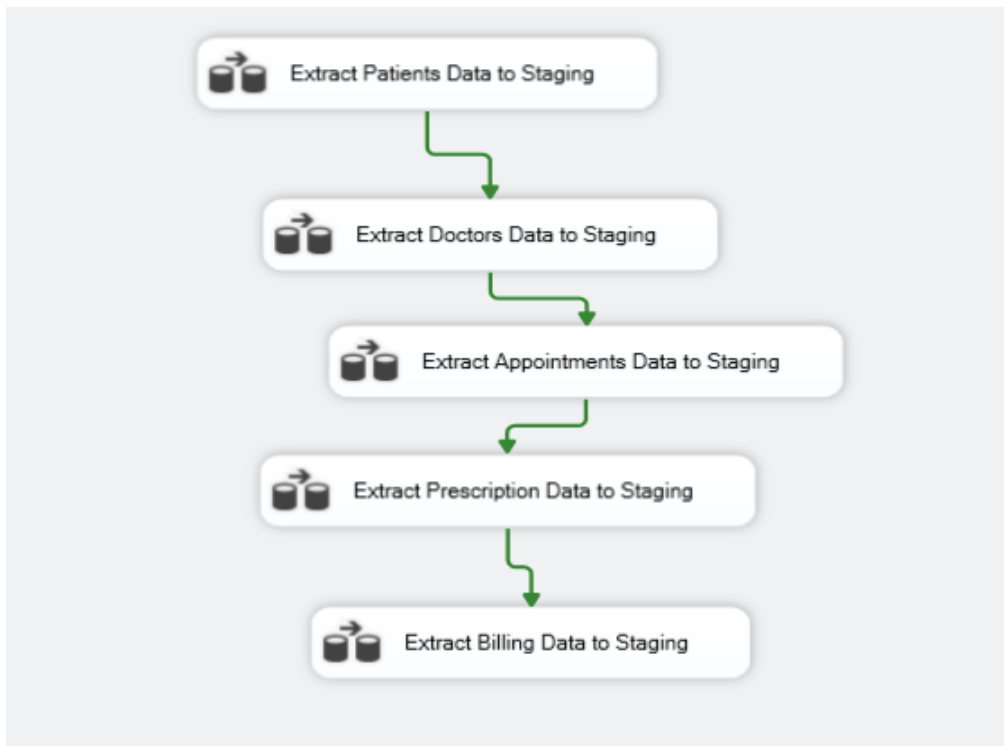 Extract Patients Data to Staging
Extract Doctors Data to Staging
Extract Appointments Data to Staging
Extract Prescription Data to Staging
Extract Billing Data to Staging